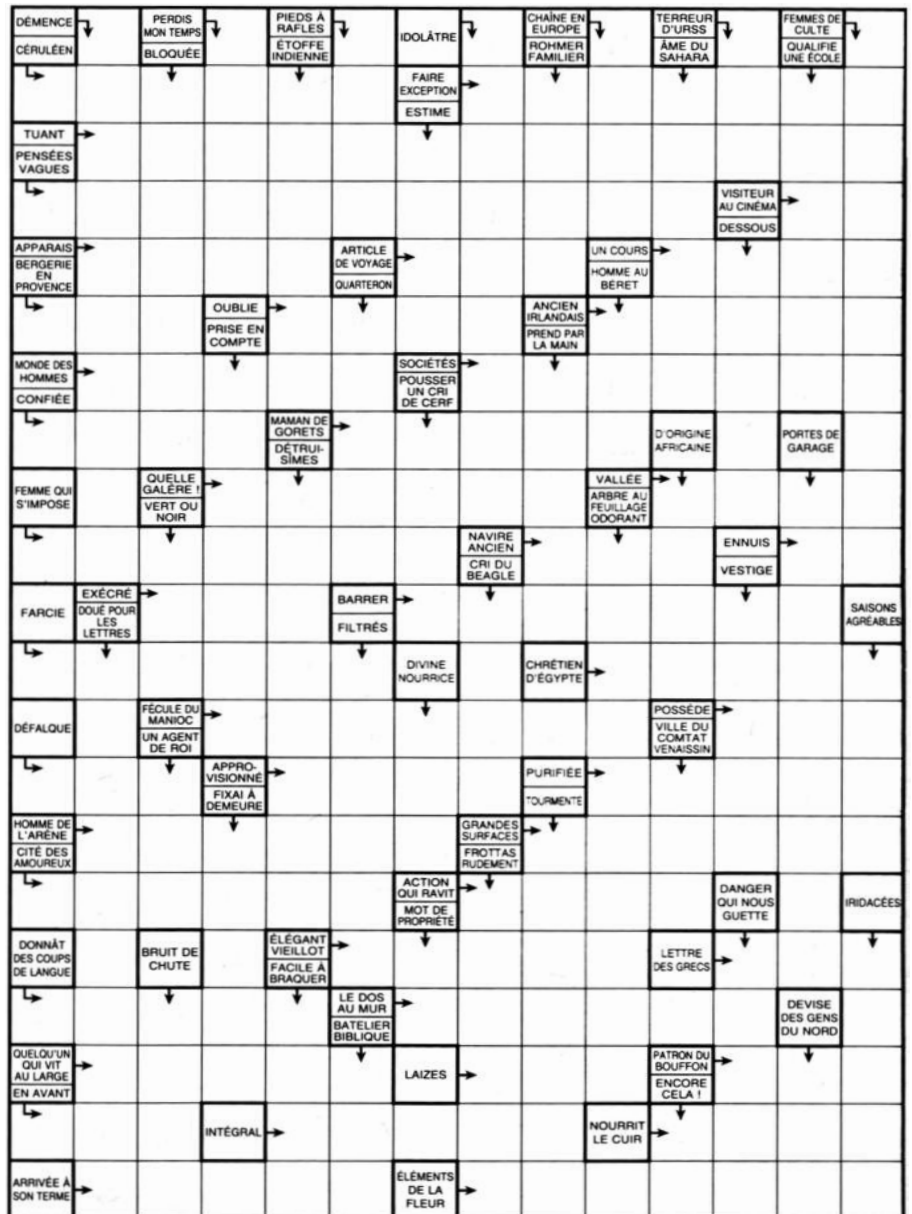 DÉMENCE
CÉRULÉEN
PERDIS
MON TEMPS
BLOQUÉE
PIEDS À
RAFLES
ÉTOFFE
INDIENNE
IDOLÂTRE
CHAÎNE EN
EUROPE
ROHMER
FAMILIER
TERREUR
D'URSS
ÂME DU
SAHARA
FEMMES DE
CULTE
QUALIFIE
UNE ÉCOLE
FAIRE
EXCEPTION
ESTIME
TUANT
PENSÉES
VAGUES
VISITEUR
AU CINÉMA
DESSOUS
APPARAIS
BERGERIE
EN
PROVENCE
ARTICLE
DE VOYAGE
QUARTERON
UN COURS
HOMME AU
BÉRET
OUBLIE
PRISE EN
COMPTE
ANCIEN
IRLANDAIS
PREND PAR
LA MAIN
MONDE DES
HOMMES
CONFIÉE
SOCIÉTÉS
POUSSER
UN CRI
DE CERF
MAMAN DE
GORETS
DÉTRUI-
SÎMES
D'ORIGINE
AFRICAINE
PORTES DE
GARAGE
FEMME QUI
S'IMPOSE
QUELLE
GALÈRE !
VERT OU
NOIR
VALLÉE
ARBRE AU
FEUILLAGE
ODORANT
NAVIRE
ANCIEN
CRI DU
BEAGLE
ENNUIS
VESTIGE
FARCIE
EXÉCRÉ
DOUÉ POUR
LES
LETTRES
BARRER
FILTRÉS
SAISONS
AGRÉABLES
DIVINE
NOURRICE
CHRÉTIEN
D'ÉGYPTE
DÉFALQUE
FÉCULE DU
MANIOC
UN AGENT
DE ROI
POSSÈDE
VILLE DU
COMTAT
VENAISSIN
APPRO-
VISIONNÉ
FIXAI À
DEMEURE
PURIFIÉE
TOURMENTE
HOMME DE
L'ARÈNE
CITÉ DES
AMOUREUX
GRANDES
SURFACES
FROTTAS
RUDEMENT
ACTION
QUI RAVIT
MOT DE
PROPRIÉTÉ
DANGER
QUI NOUS
GUETTE
IRIDACÉES
DONNÂT
DES COUPS
DE LANGUE
BRUIT DE
CHUTE
ÉLÉGANT
VIEILLOT
FACILE À
BRAQUER
LETTRE
DES GRECS
LE DOS
AU MUR
BATELIER
BIBLIQUE
DEVISE
DES GENS
DU NORD
QUELQU'UN
QUI VIT
AU LARGE
EN AVANT
LAIZES
PATRON DU
BOUFFON
ENCORE
CELA !
INTÉGRAL
NOURRIT
LE CUIR
ARRIVÉE À
SON TERME
ÉLÉMENTS
DE LA
FLEUR